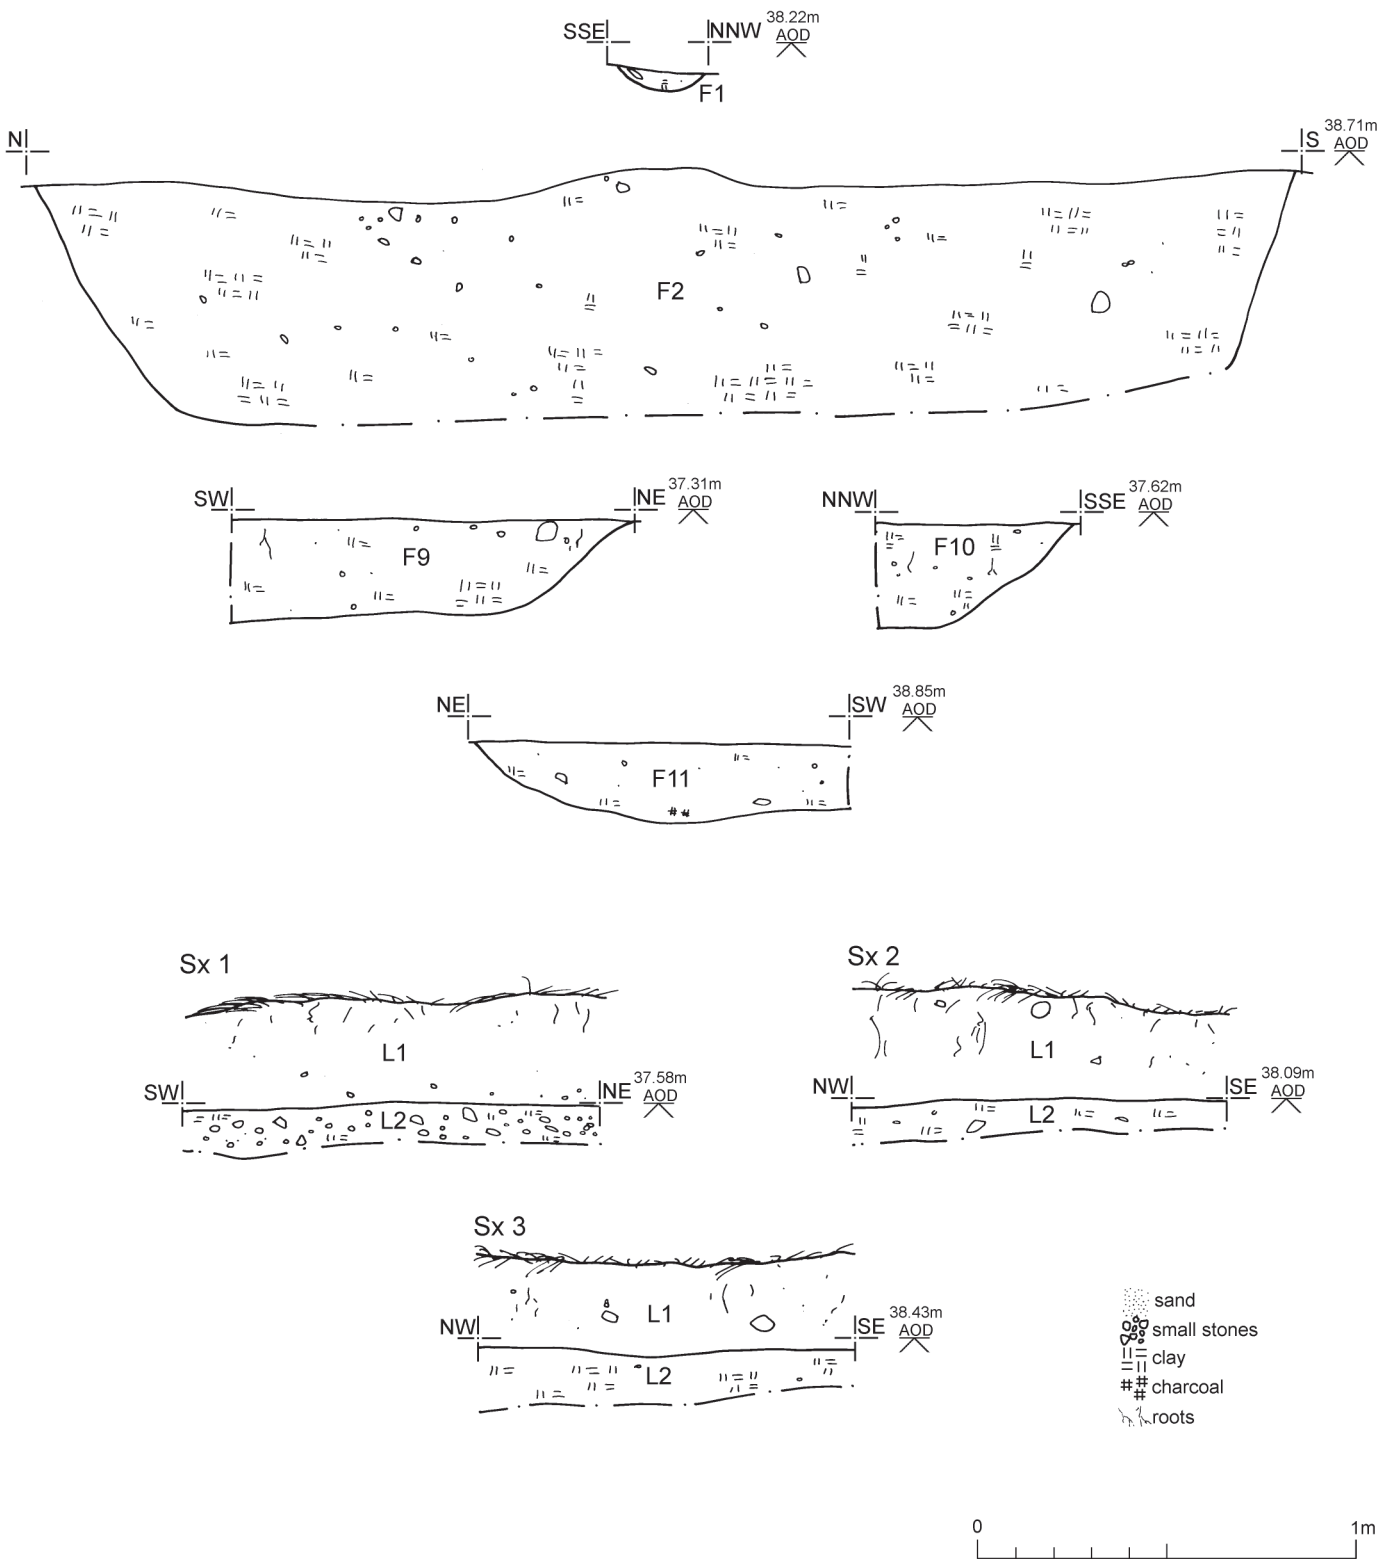 SSE NNW 38.22m
AOD
F1
N S 38.71m
AOD
F2
SW NE 37.31m
AOD
F9
NNW SSE 37.62m
AOD
F10
NE SW 38.85m
AOD
F11
Sx 1
L1
SW NE 37.58m
AOD
L2
Sx 2
L1
NW SE 38.09m
AOD
L2
Sx 3
L1
NW SE 38.43m
AOD
L2
sand
small stones
clay
charcoal
roots
0 1m